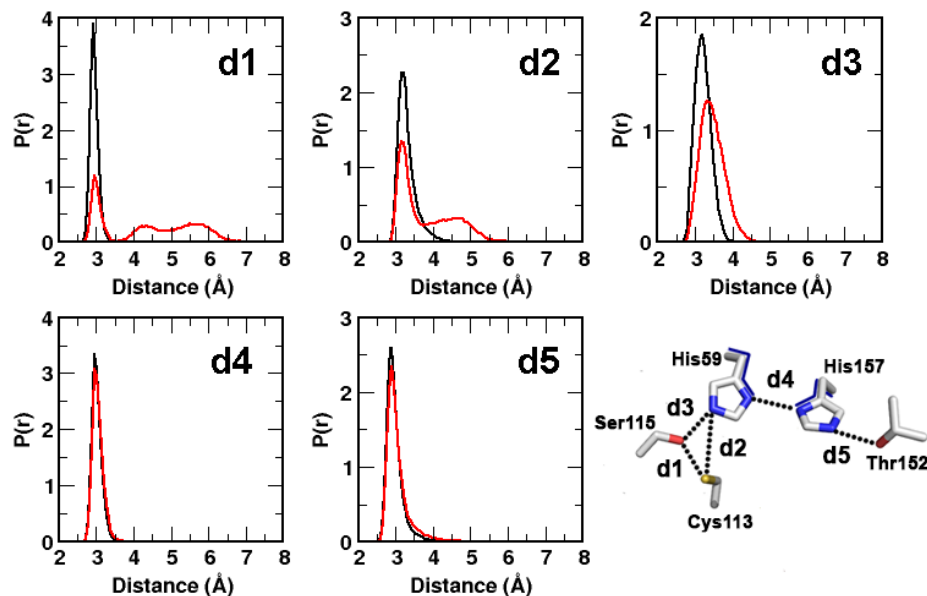 d1
P(r)
4
3
2
1
0
2 3 4 5 6 7 8
Distance (Å)
d2
P(r)
3
2
1
0
2 3 4 5 6 7 8
Distance (Å)
d3
P(r)
2
1
0
2 3 4 5 6 7 8
Distance (Å)
d4
P(r)
4
3
2
1
0
2 3 4 5 6 7 8
Distance (Å)
d5
P(r)
3
2
1
0
2 3 4 5 6 7 8
Distance (Å)
His59
His157
d4
Ser115
d3
d2
d5
Thr152
d1
Cys113